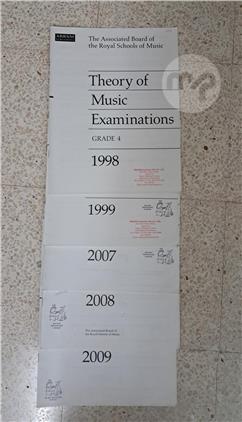 The Associated Board of
the Royal Schools of Music
Theory of
Music
Examinations
GRADE 4
1998
1999
2007
2008
The Associated Board of
the Royal Schools of Music
2009